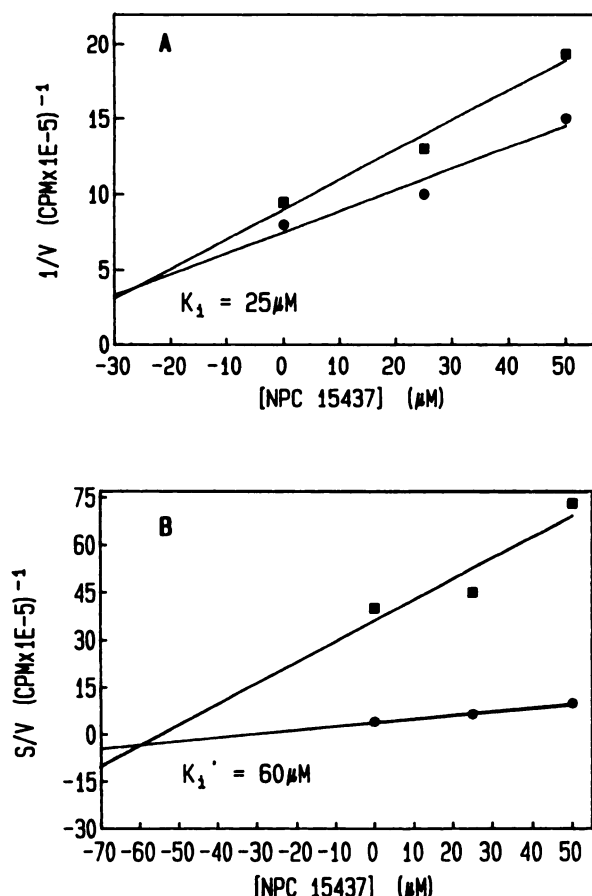 A
20
15
10
5
0
1/V (CPMx1E-5)⁻¹
K₁ = 25μM
-30 -20 -10 0 10 20 30 40 50
[NPC 15437] (μM)
B
75
60
45
30
15
0
-15
-30
S/V (CPMx1E-5)⁻¹
K₁' = 60μM
-70 -60 -50 -40 -30 -20 -10 0 10 20 30 40 50
[NPC 15437] (μM)